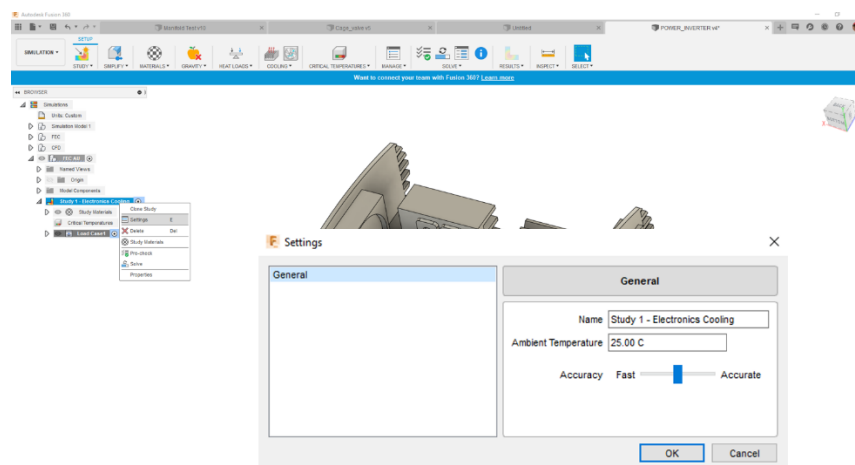 Autodesk Fusion 360
Manifold Test v13
Cage_valve v5
Untitled
POWER_INVERTER v4*
SETUP
SIMULATION
STUDY
SIMPLIFY
MATERIALS
GRAVITY
HEAT LOADS
COOLING
CRITICAL TEMPERATURES
MANAGE
SOLVE
RESULTS
INSPECT
SELECT
Want to connect your team with Fusion 360? Learn more
BROWSER
Simulations
Units: Custom
Simulation Model 1
FEC
CFD
FEC AD
Named Views
Origin
Model Components
Study 1 - Electronics Cooling
Study Materials
Critical Temperatures
Load Case1
Clone Study
Settings E
Delete Del
Study Materials
Pre-check
Solve
Properties
BACK
BOTTOM
X
Settings
General
General
Name Study 1 - Electronics Cooling
Ambient Temperature 25.00 C
Accuracy Fast Accurate
OK Cancel